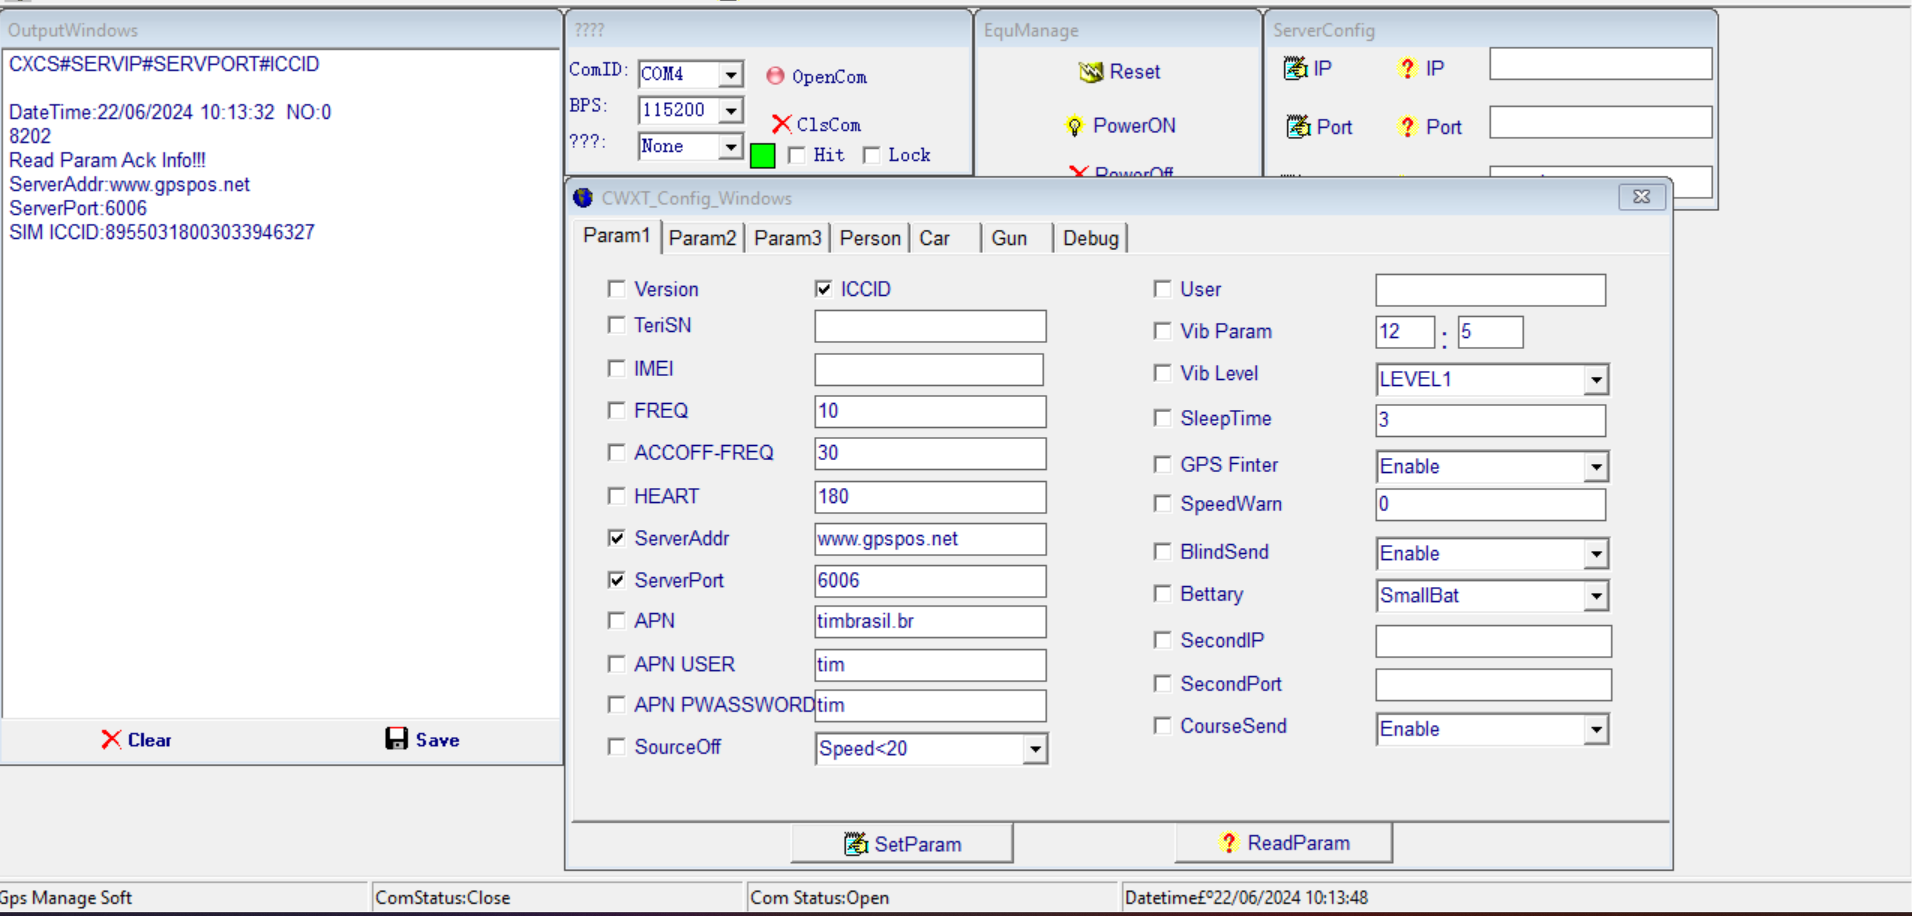 OutputWindows
CXCS#SERVIP#SERVPORT#ICCID
DateTime:22/06/2024 10:13:32 NO:0
8202
Read Param Ack Info!!!
ServerAddr:www.gpspos.net
ServerPort:6006
SIM ICCID:89550318003033946327
Clear
Save
????
ComID:
COM4
OpenCom
BPS:
115200
ClsCom
???:
None
Hit
Lock
EquManage
Reset
PowerON
PowerOff
ServerConfig
IP
IP
Port
Port
CWXT_Config_Windows
Param1
Param2
Param3
Person
Car
Gun
Debug
Version
ICCID
TeriSN
IMEI
FREQ
10
ACCOFF-FREQ
30
HEART
180
ServerAddr
www.gpspos.net
ServerPort
6006
APN
timbrasil.br
APN USER
tim
APN PWASSWORD
tim
SourceOff
Speed<20
User
Vib Param
12
:
5
Vib Level
LEVEL1
SleepTime
3
GPS Finter
Enable
SpeedWarn
0
BlindSend
Enable
Bettary
SmallBat
SecondIP
SecondPort
CourseSend
Enable
SetParam
ReadParam
Gps Manage Soft
ComStatus:Close
Com Status:Open
Datetime£º22/06/2024 10:13:48